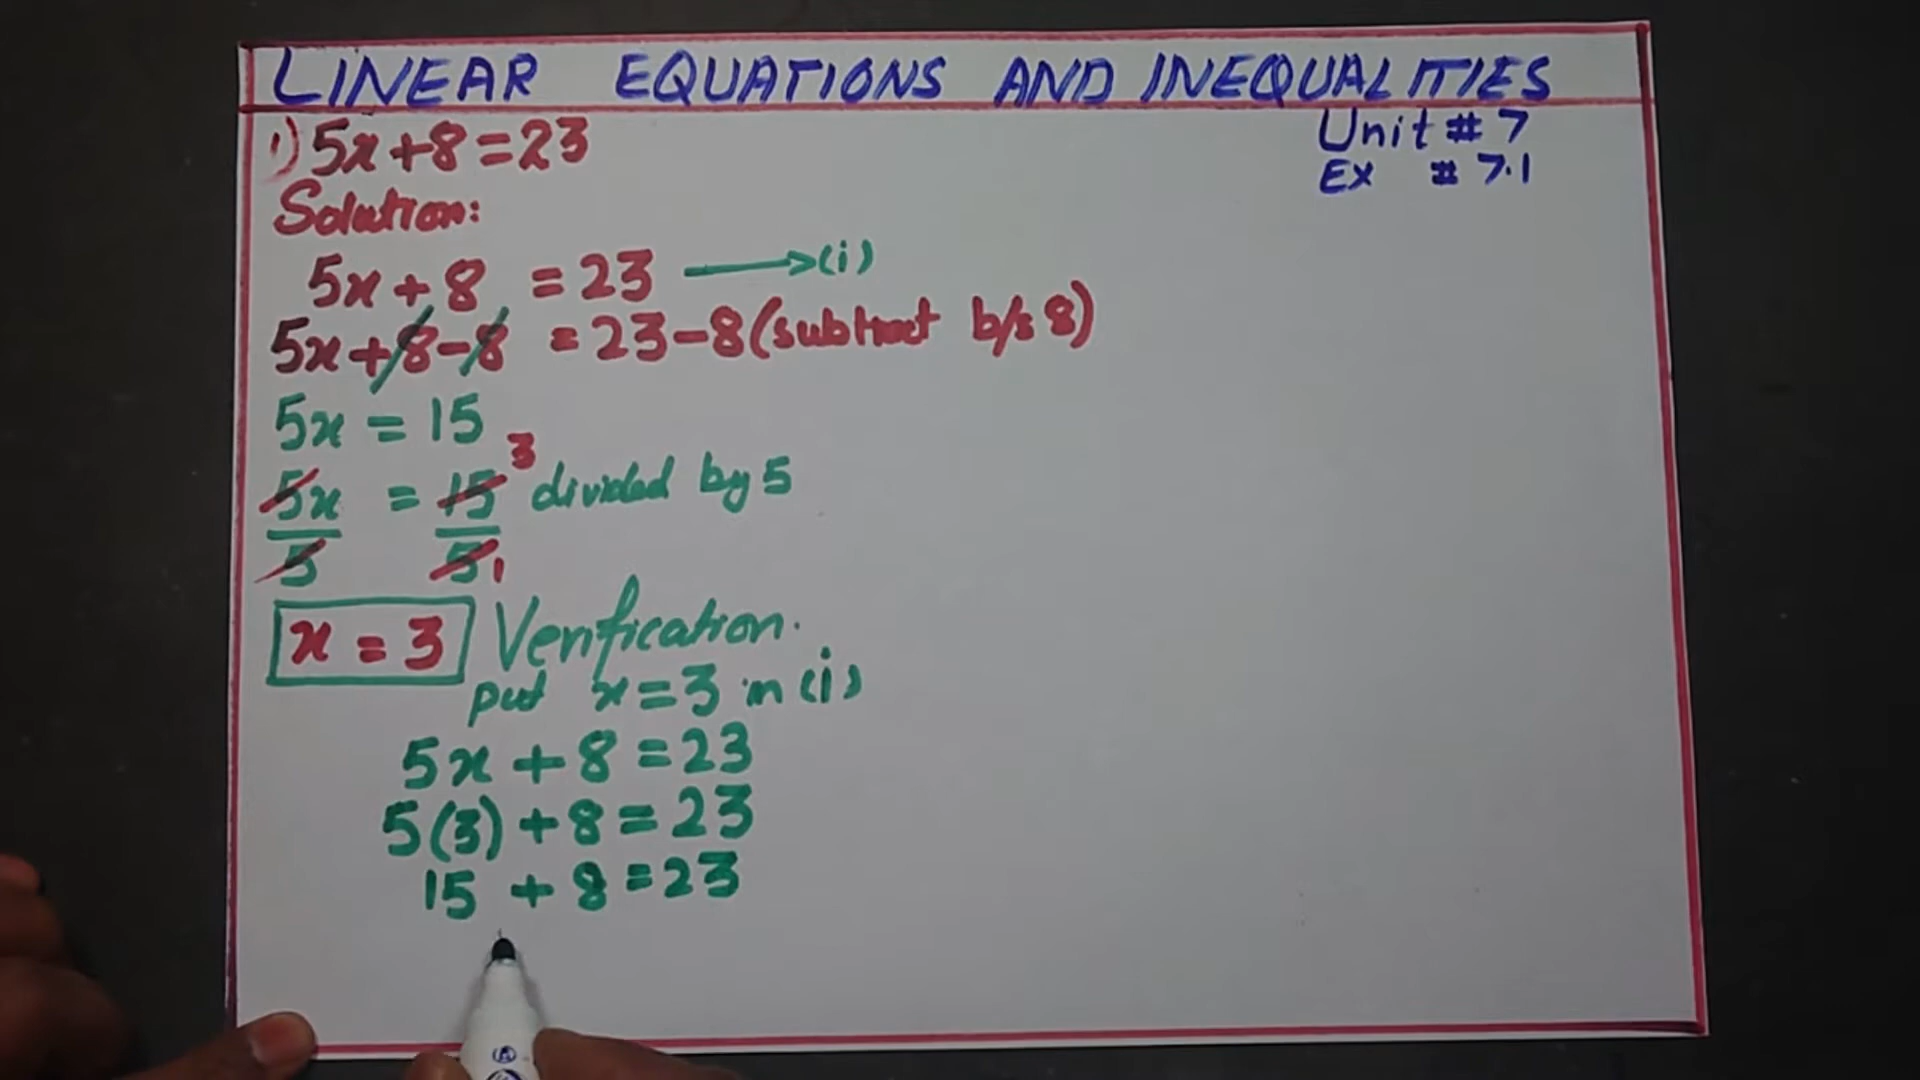 LINEAR EQUATIONS AND INEQUALITIES
Unit # 7
Ex # 7.1
1) 5x+8=23
Solution:
5x+8 = 23 ⟶(i)
5x+8-8 = 23-8 (subtract b/s 8)
5x = 15
5x/5 = 15/5 3 1 divided by 5
x = 3
Verification.
put x=3 in (i)
5x + 8 = 23
5(3) + 8 = 23
15 + 8 = 23